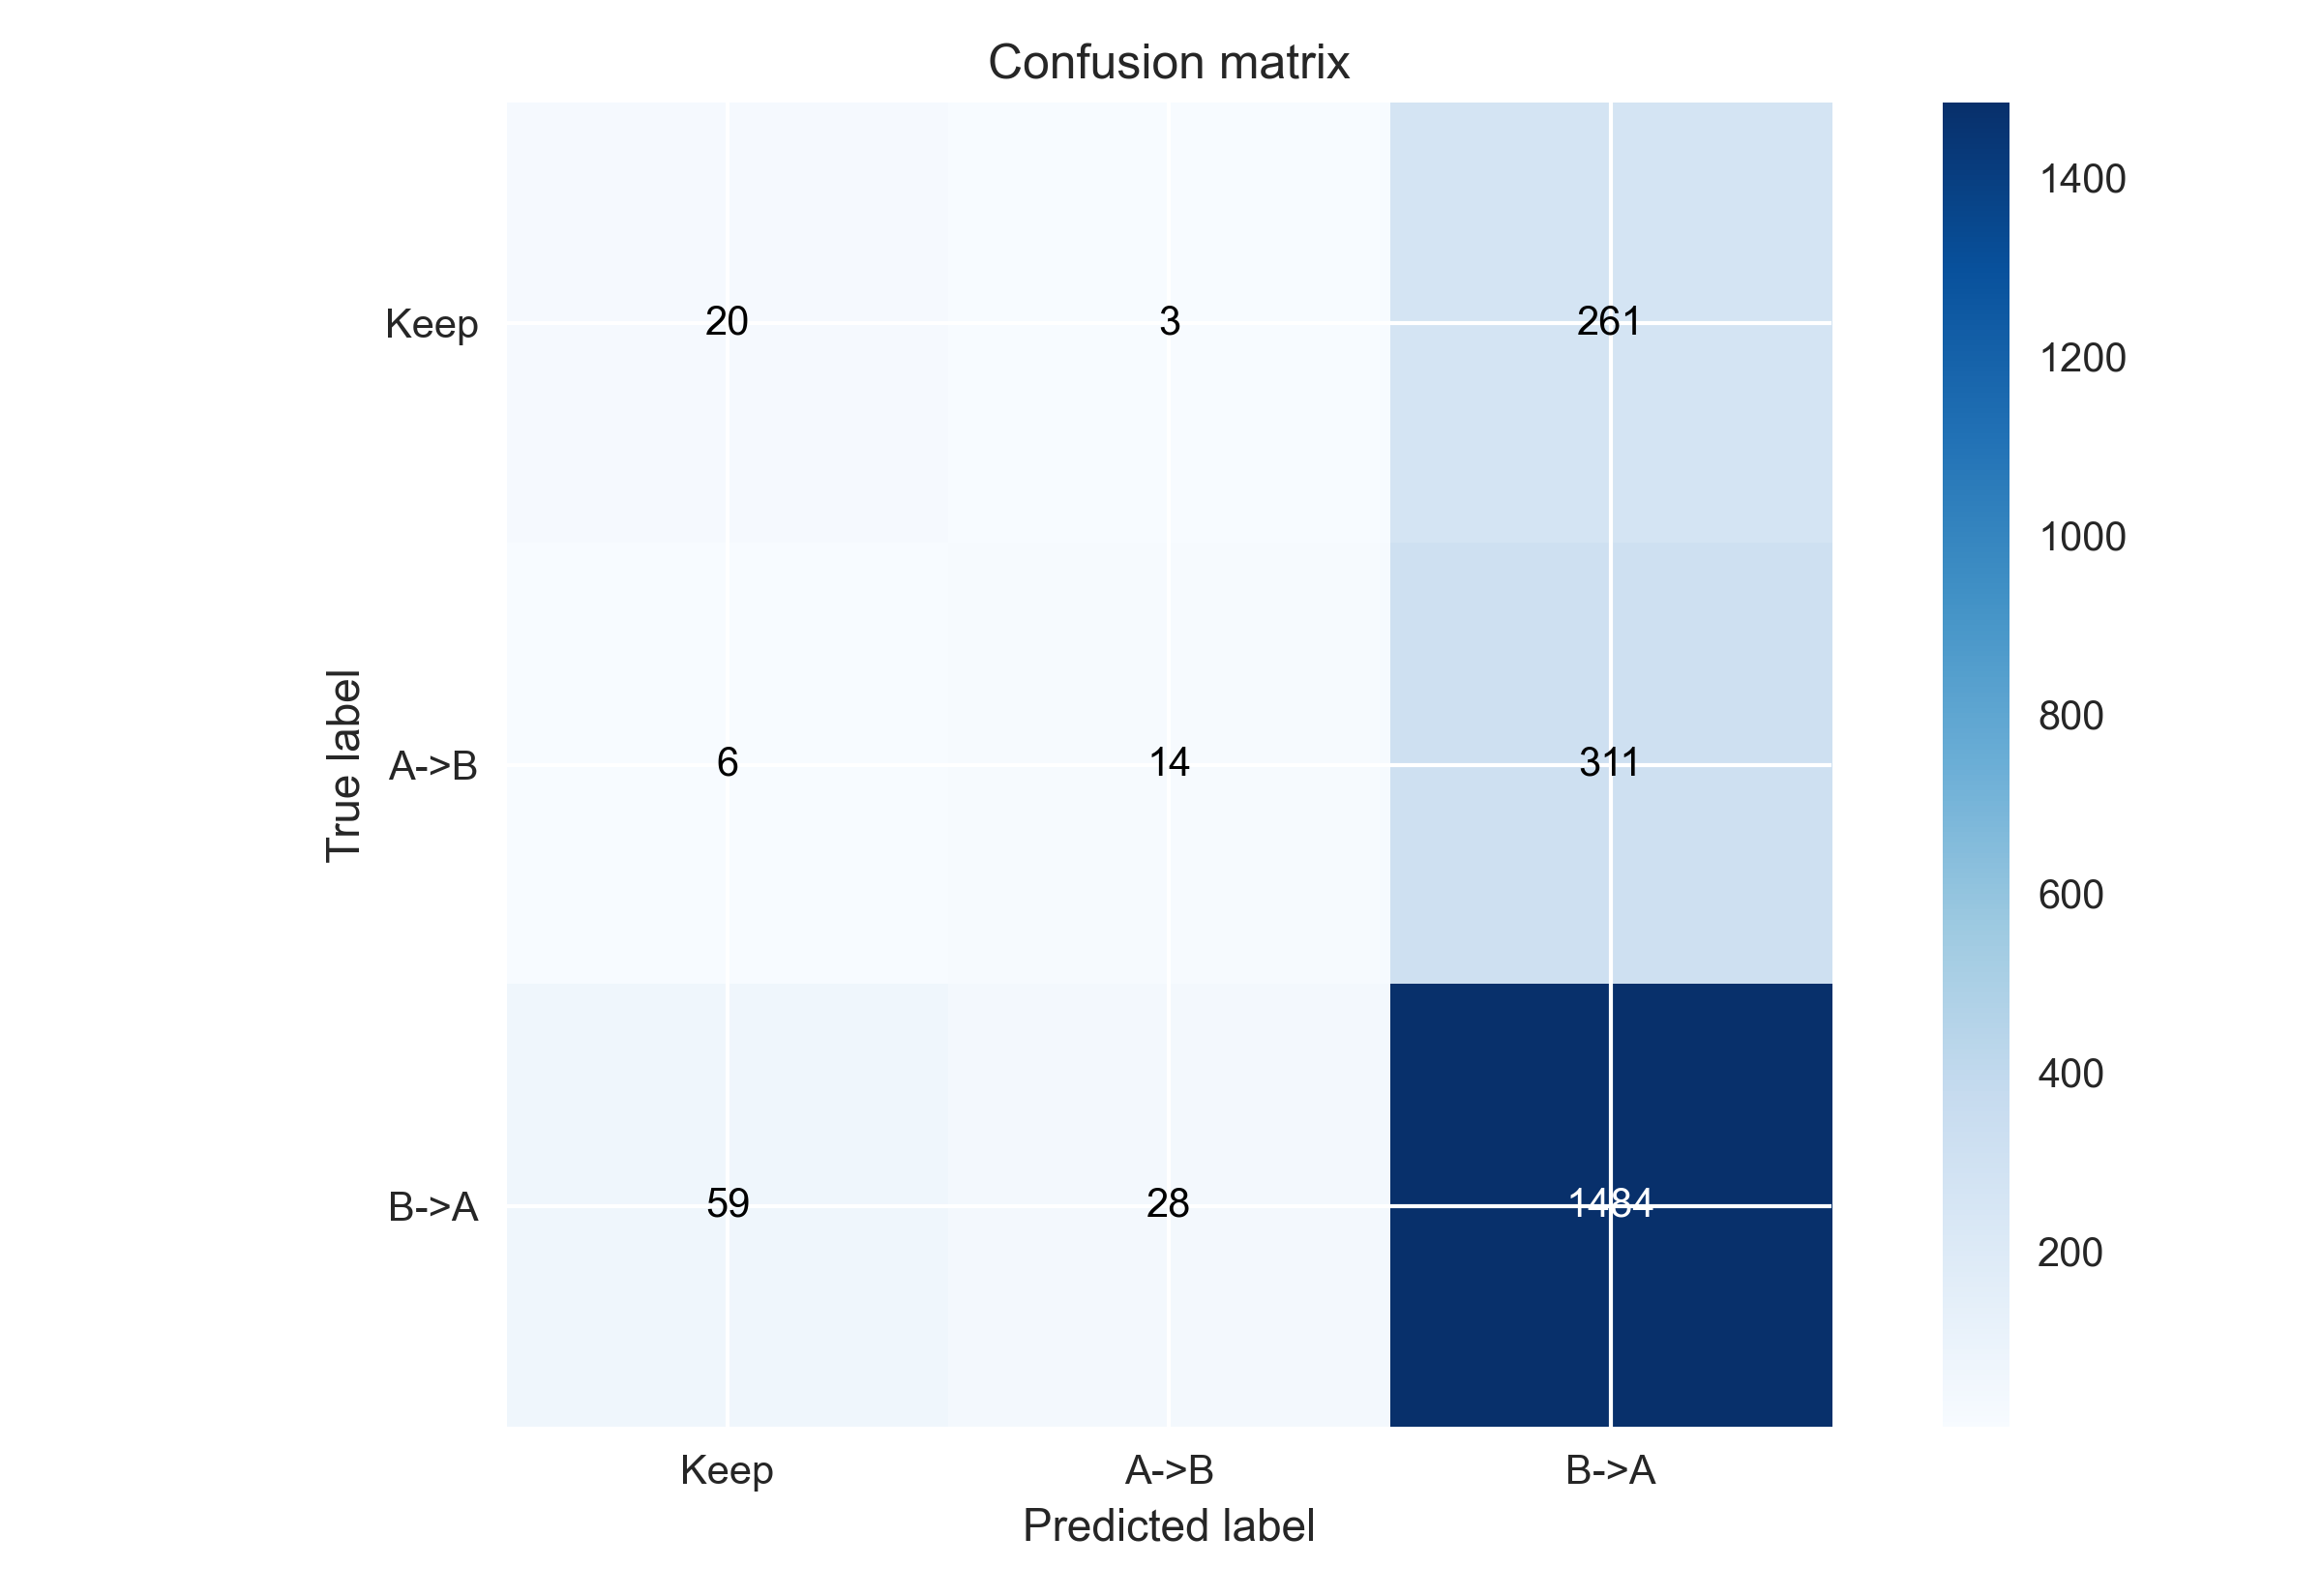 Confusion matrix
Keep 20 3 261
A->B 6 14 311
B->A 59 28 1484
Keep A->B B->A
Predicted label
True label
1400
1200
1000
800
600
400
200